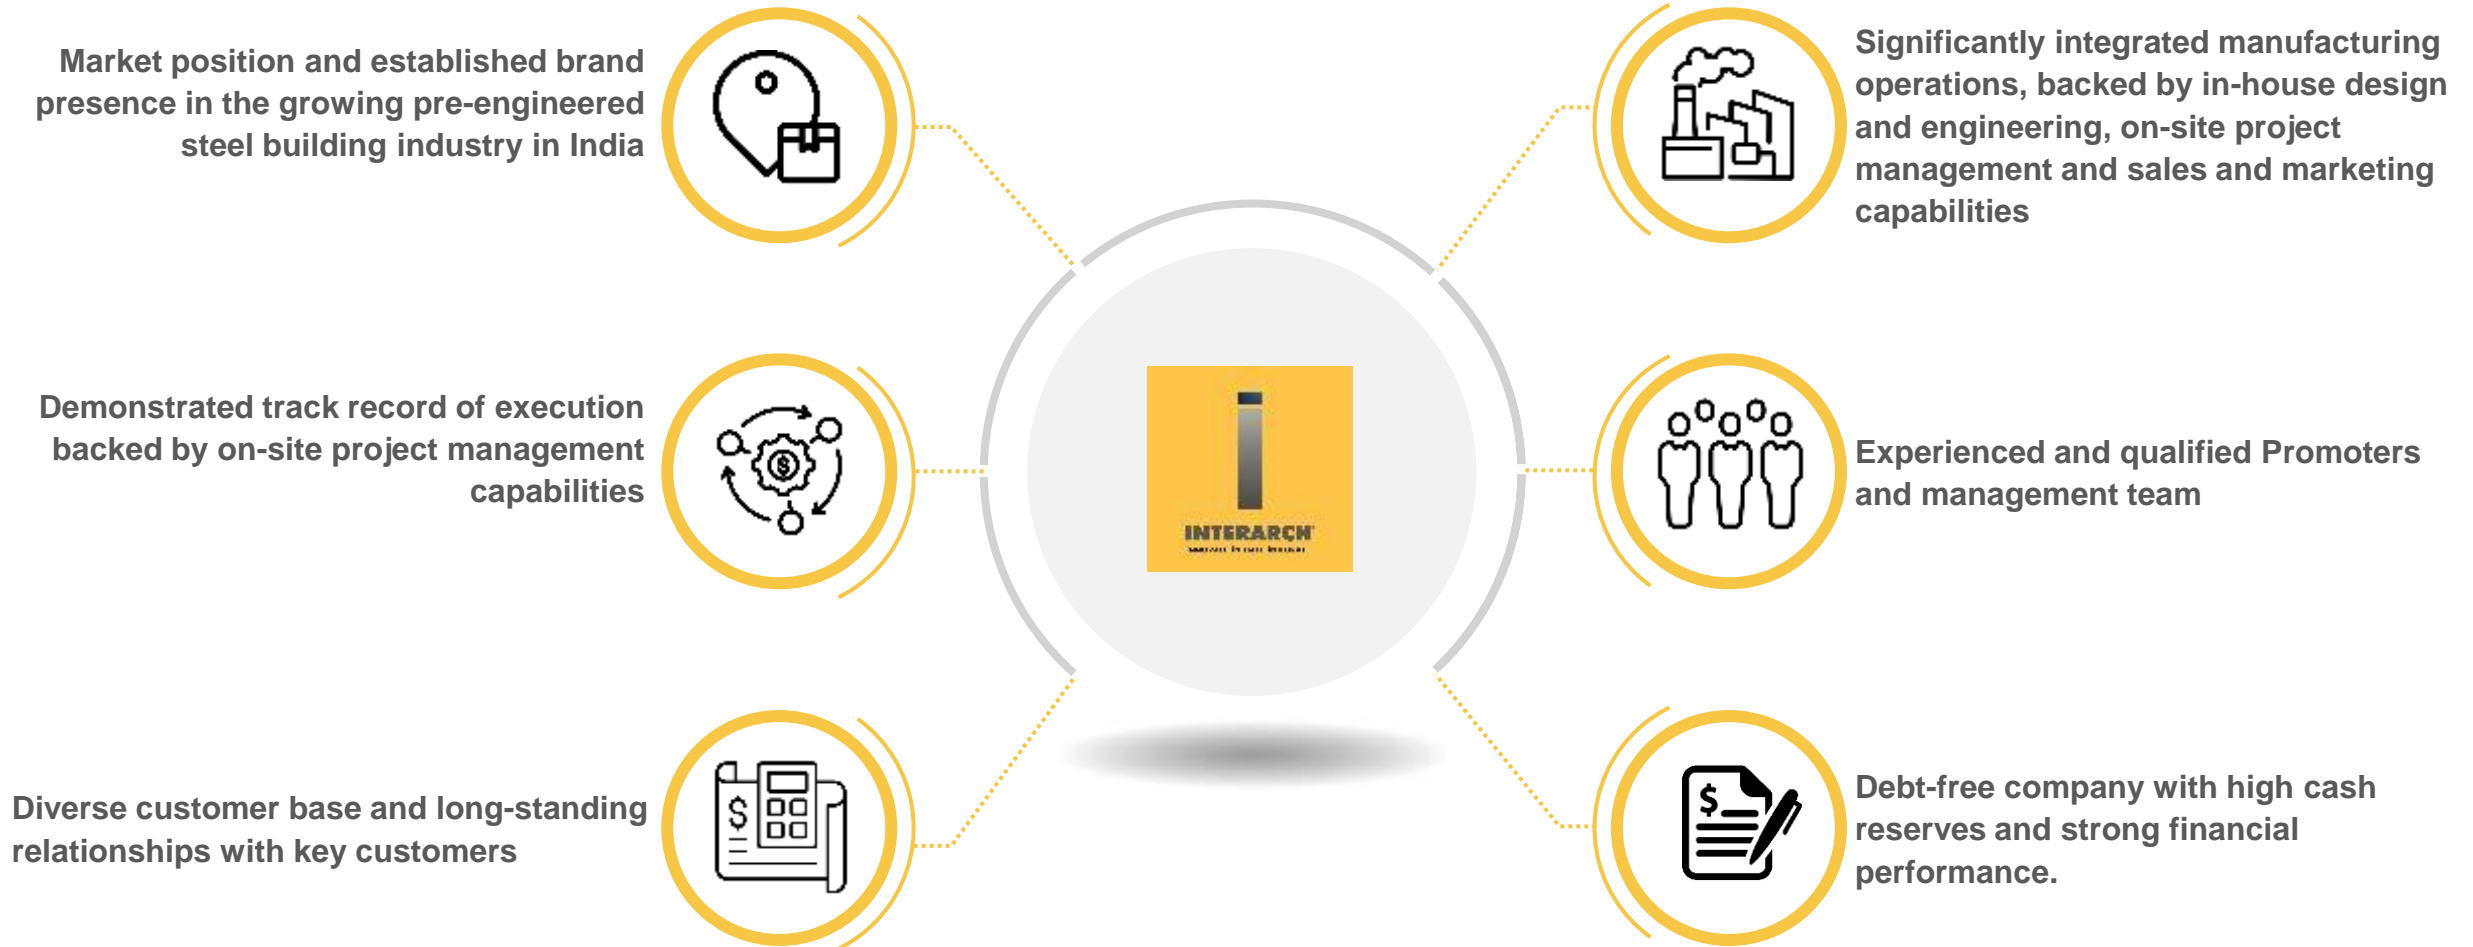 Market position and established brand
presence in the growing pre-engineered
steel building industry in India
Demonstrated track record of execution
backed by on-site project management
capabilities
Diverse customer base and long-standing
relationships with key customers
INTERARCH
Significantly integrated manufacturing
operations, backed by in-house design
and engineering, on-site project
management and sales and marketing
capabilities
Experienced and qualified Promoters
and management team
Debt-free company with high cash
reserves and strong financial
performance.